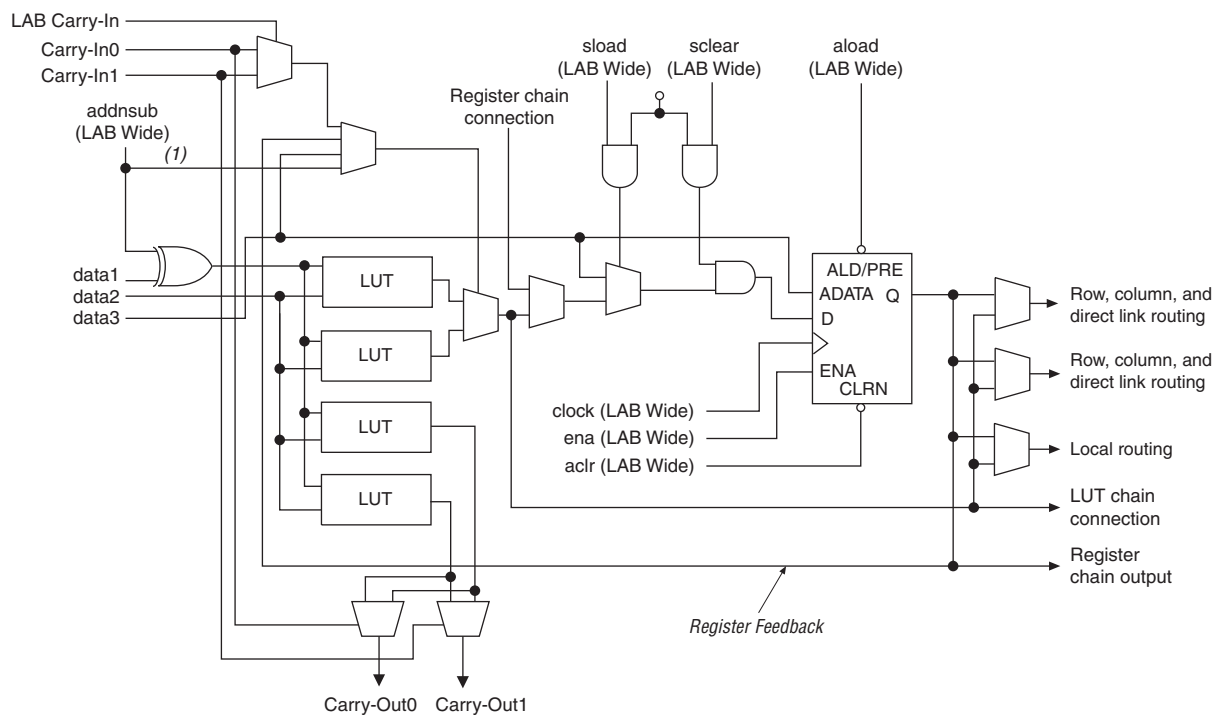 LAB Carry-In
Carry-In0
Carry-In1
addnsub
(LAB Wide)
(1)
Register chain
connection
sload
(LAB Wide)
sclear
(LAB Wide)
aload
(LAB Wide)
data1
data2
data3
LUT
LUT
LUT
LUT
ALD/PRE
ADATA Q
D
ENA
CLRN
clock (LAB Wide)
ena (LAB Wide)
aclr (LAB Wide)
Row, column, and
direct link routing
Row, column, and
direct link routing
Local routing
LUT chain
connection
Register
chain output
Register Feedback
Carry-Out0
Carry-Out1